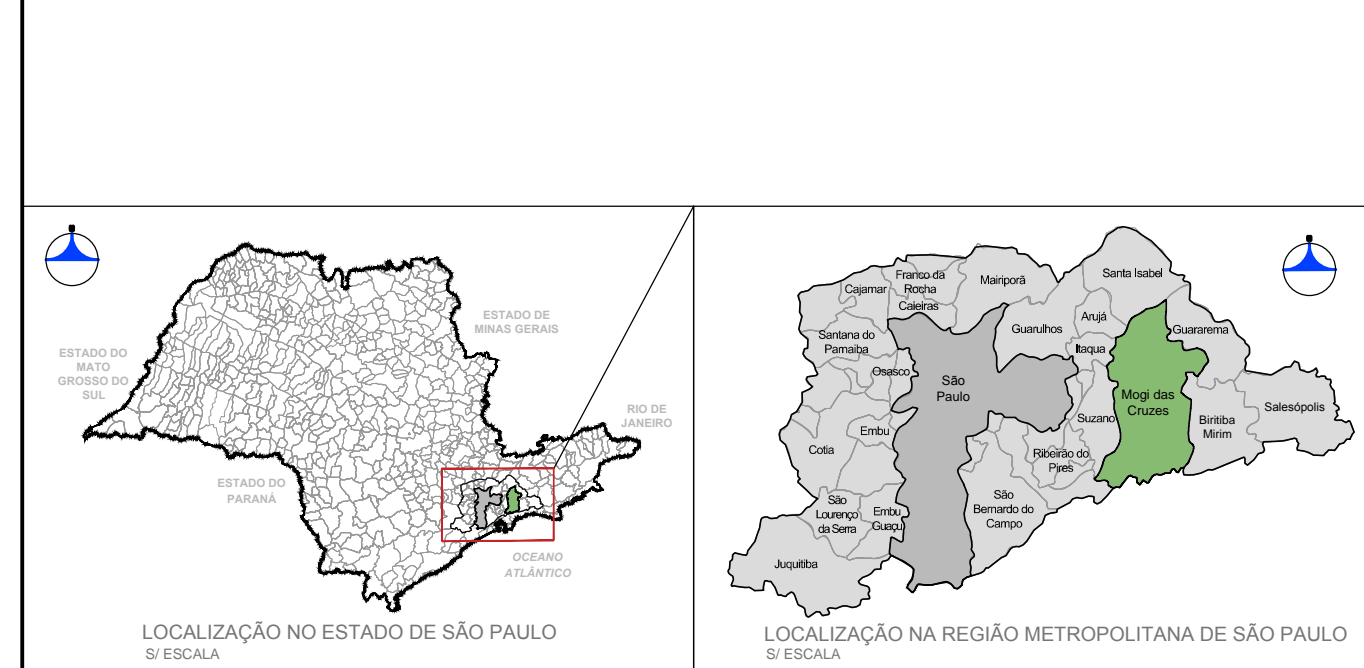 ESTADO DE
MINAS GERAIS
ESTADO DO
MATO
GROSSO DO
SUL
RIO DE
JANEIRO
ESTADO DO
PARANÁ
OCEANO
ATLÂNTICO
LOCALIZAÇÃO NO ESTADO DE SÃO PAULO
S/ ESCALA
Santa Isabel
Franco da
Rocha
Mairiporã
Cajamar
Caleiras
Arujá
Guarulhos
Guararema
Santana do
Parnaiba
Itaqua
Osasco
São
Paulo
Mogi das
Cruzes
Salesópolis
Suzano
Biritiba
Mirim
Embu
Cotia
Ribeirão do
Pires
São
Lourenço
da Serra
Embu
Guaçu
São
Bernardo do
Campo
Juquitiba
LOCALIZAÇÃO NA REGIÃO METROPOLITANA DE SÃO PAULO
S/ ESCALA